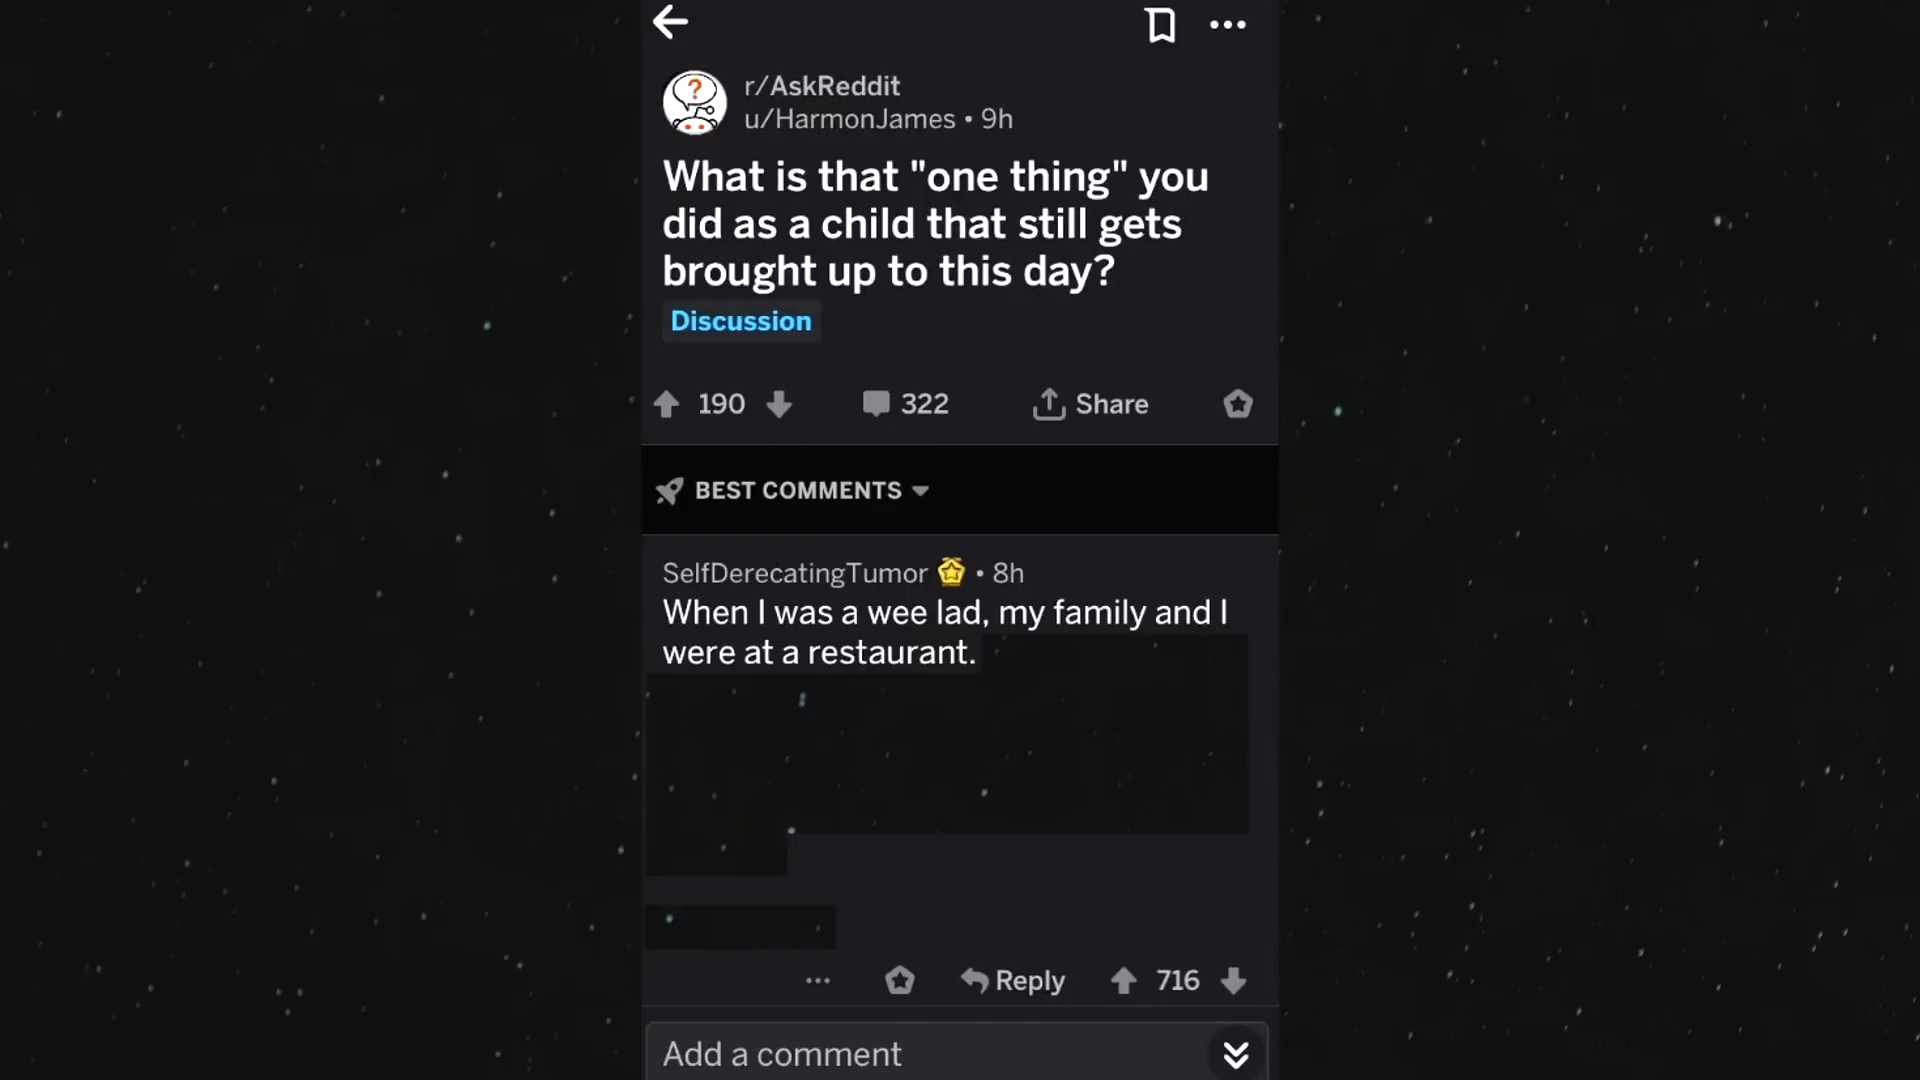 r/AskReddit
u/HarmonJames • 9h
What is that "one thing" you
did as a child that still gets
brought up to this day?
Discussion
190
322
Share
BEST COMMENTS
SelfDerecatingTumor • 8h
When I was a wee lad, my family and I
were at a restaurant.
Reply
716
Add a comment